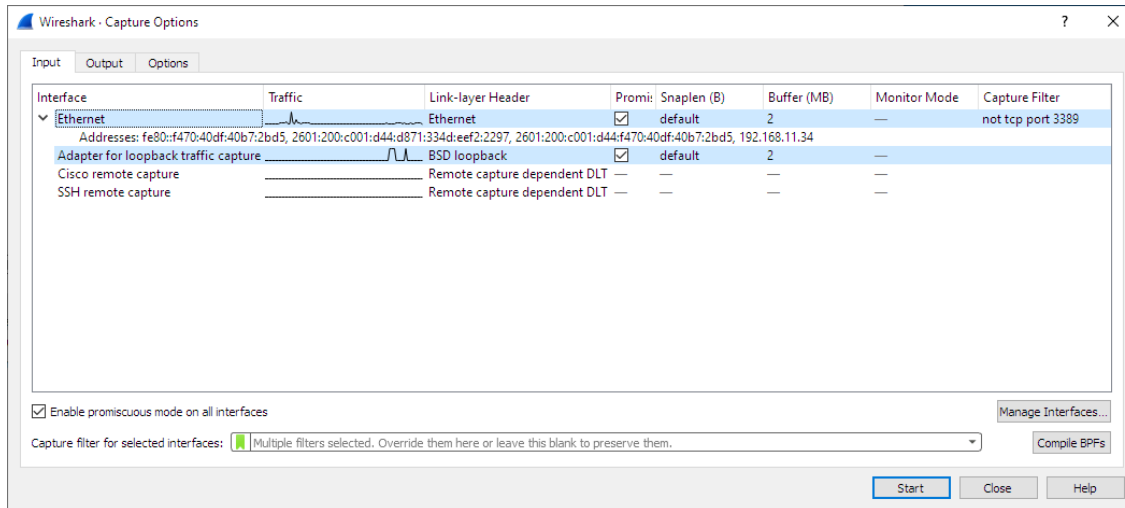 Wireshark · Capture Options ? ×
Input Output Options
Interface Traffic Link-layer Header Promi: Snaplen (B) Buffer (MB) Monitor Mode Capture Filter
Ethernet Ethernet default 2 — not tcp port 3389
Addresses: fe80::f470:40df:40b7:2bd5, 2601:200:c001:d44:d871:334d:eef2:2297, 2601:200:c001:d44:f470:40df:40b7:2bd5, 192.168.11.34
Adapter for loopback traffic capture BSD loopback default 2 —
Cisco remote capture Remote capture dependent DLT — — — —
SSH remote capture Remote capture dependent DLT — — — —
Enable promiscuous mode on all interfaces Manage Interfaces...
Capture filter for selected interfaces: Multiple filters selected. Override them here or leave this blank to preserve them. Compile BPFs
Start Close Help